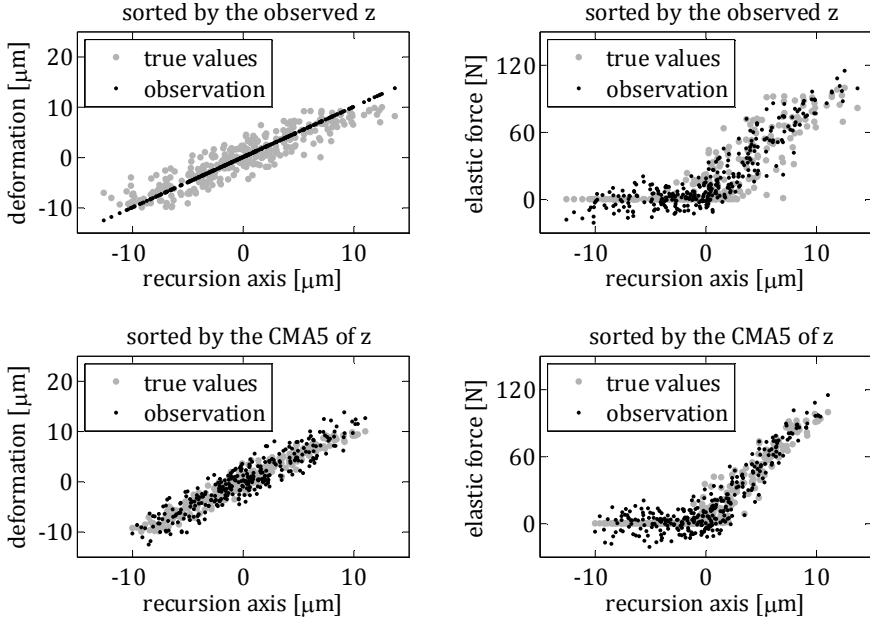 sorted by the observed z
deformation [μm]
20
10
0
-10
true values
observation
-10
0
10
recursion axis [μm]
sorted by the observed z
elastic force [N]
120
60
0
true values
observation
-10
0
10
recursion axis [μm]
sorted by the CMA5 of z
deformation [μm]
20
10
0
-10
true values
observation
-10
0
10
recursion axis [μm]
sorted by the CMA5 of z
elastic force [N]
120
60
0
true values
observation
-10
0
10
recursion axis [μm]